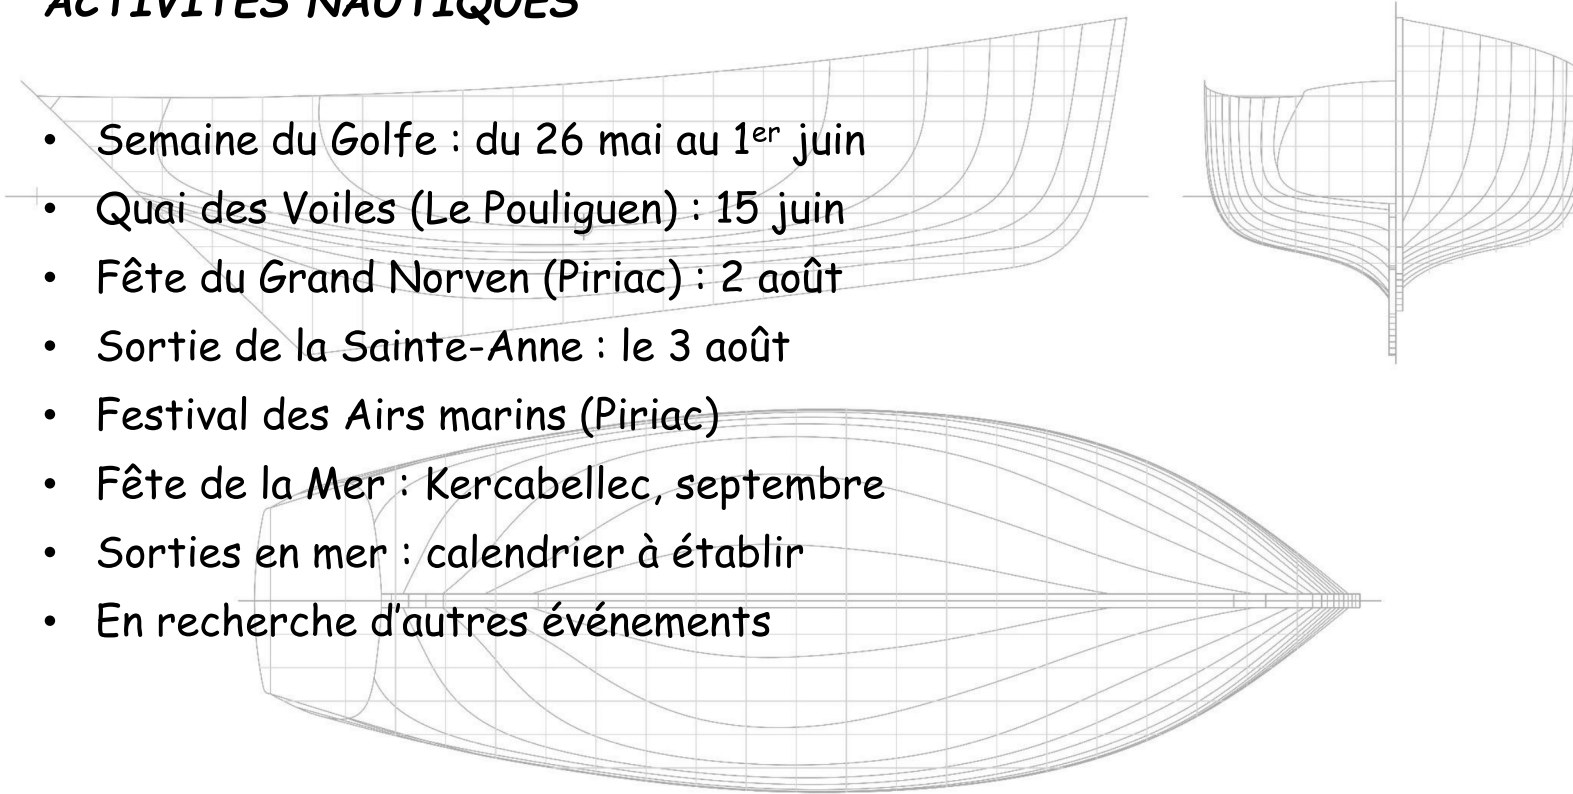 ACTIVITÉS NAUTIQUES
• Semaine du Golfe : du 26 mai au 1er juin
• Quai des Voiles (Le Pouliguen) : 15 juin
• Fête du Grand Norven (Piriac) : 2 août
• Sortie de la Sainte-Anne : le 3 août
• Festival des Airs marins (Piriac)
• Fête de la Mer : Kercabellec, septembre
• Sorties en mer : calendrier à établir
• En recherche d’autres événements